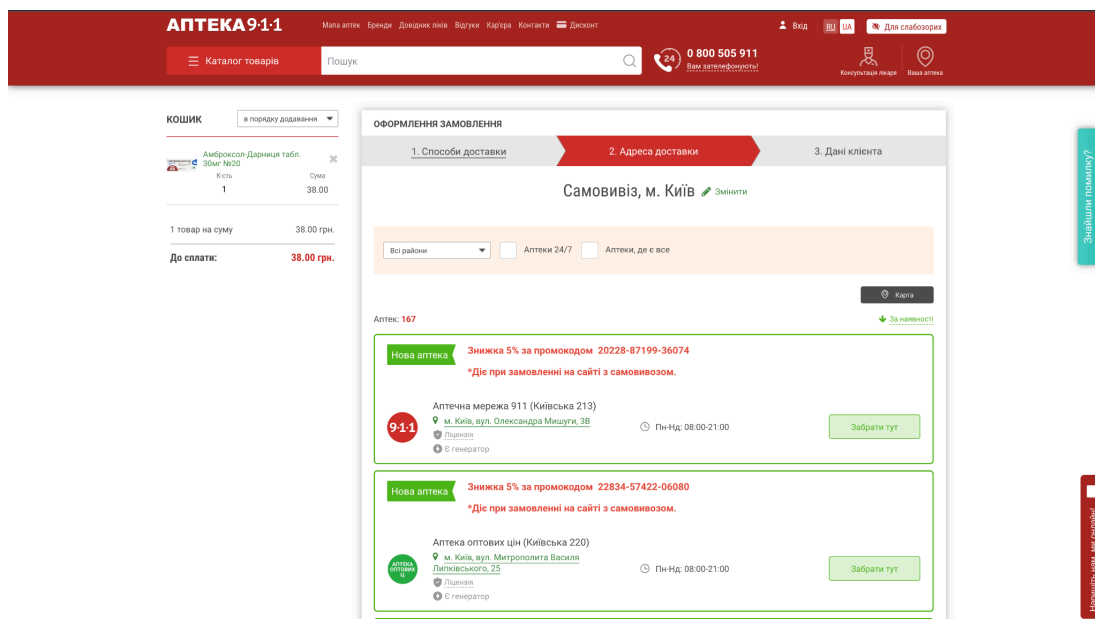 АПТЕКА 9·1·1
Мапа аптек Бренди Довідник ліків Відгуки Кар'єра Контакти Дисконт
Вхід RU UA Для слабозорих
Каталог товарів
Пошук
24
0 800 505 911
Вам зателефонують!
Консультація лікаря Ваша аптека
КОШИК
в порядку додавання
Амброксол-Дарниця табл.
30мг №20
К-сть Сума
1 38.00
1 товар на суму 38.00 грн.
До сплати: 38.00 грн.
ОФОРМЛЕННЯ ЗАМОВЛЕННЯ
1. Способи доставки 2. Адреса доставки 3. Дані клієнта
Самовивіз, м. Київ Змінити
Всі райони Аптеки 24/7 Аптеки, де є все
Карта
Аптек: 167 За наявності
Нова аптека
Знижка 5% за промокодом 20228-87199-36074
*Діє при замовленні на сайті з самовивозом.
9·1·1
Аптечна мережа 911 (Київська 213)
м. Київ, вул. Олександра Мишуги, 3В
Ліцензія
Є генератор
Пн-Нд: 08:00-21:00
Забрати тут
Нова аптека
Знижка 5% за промокодом 22834-57422-06080
*Діє при замовленні на сайті з самовивозом.
АПТЕКА
ОПТОВИХ
Ц
Аптека оптових цін (Київська 220)
м. Київ, вул. Митрополита Василя
Липківського, 25
Ліцензія
Є генератор
Пн-Нд: 08:00-21:00
Забрати тут
Знайшли помилку?
Напишіть нам, ми онлайн!